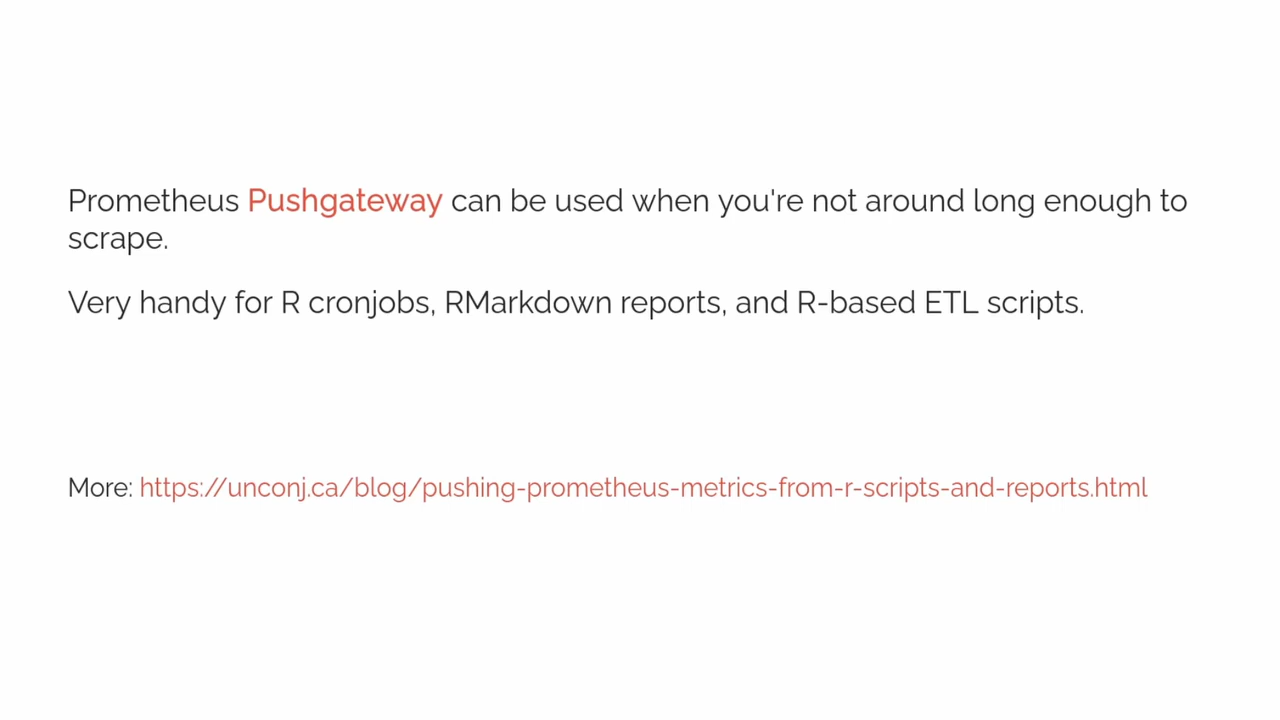 Prometheus Pushgateway can be used when you're not around long enough to
scrape.
Very handy for R cronjobs, RMarkdown reports, and R-based ETL scripts.
More: https://unconj.ca/blog/pushing-prometheus-metrics-from-r-scripts-and-reports.html